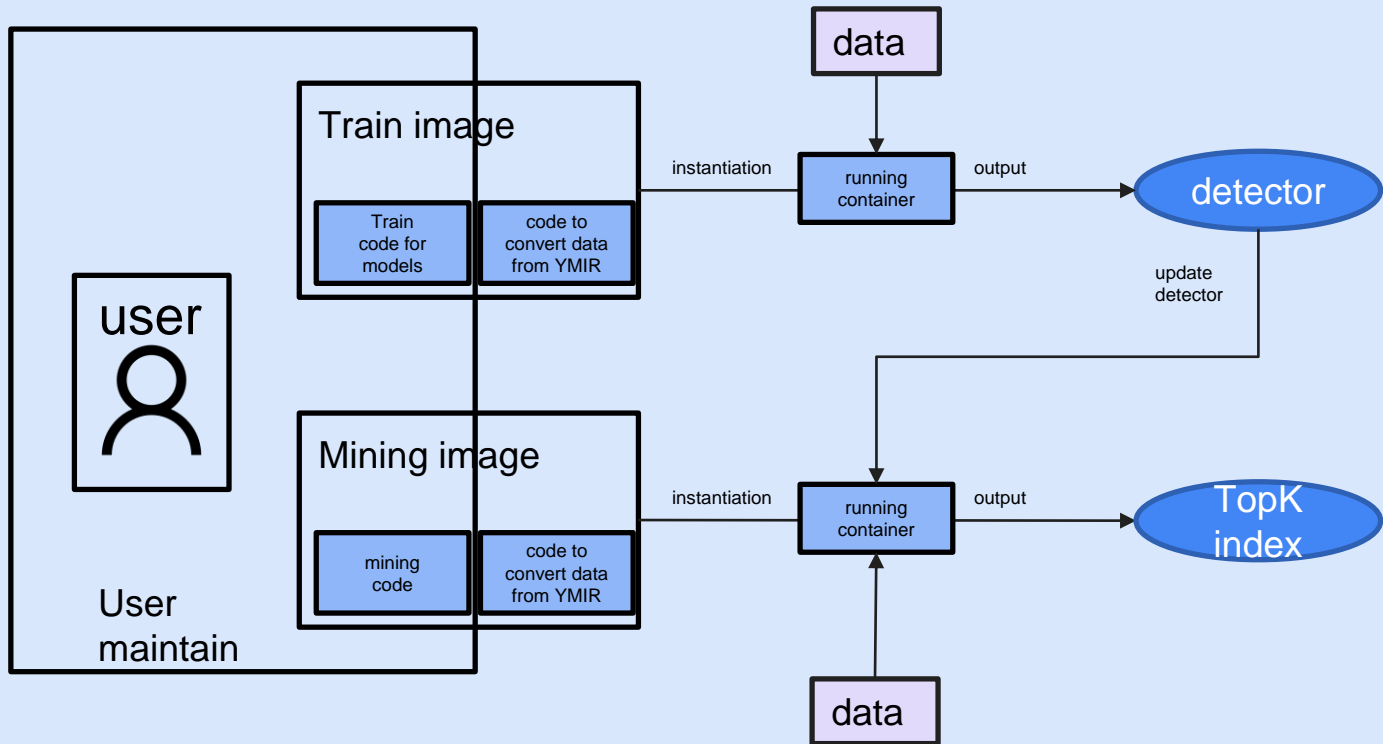 data
Train image
instantiation
running
container
output
detector
Train
code for
models
code to
convert data
from YMIR
update
detector
user
Mining image
instantiation
running
container
output
TopK
index
mining
code
code to
convert data
from YMIR
User
maintain
data